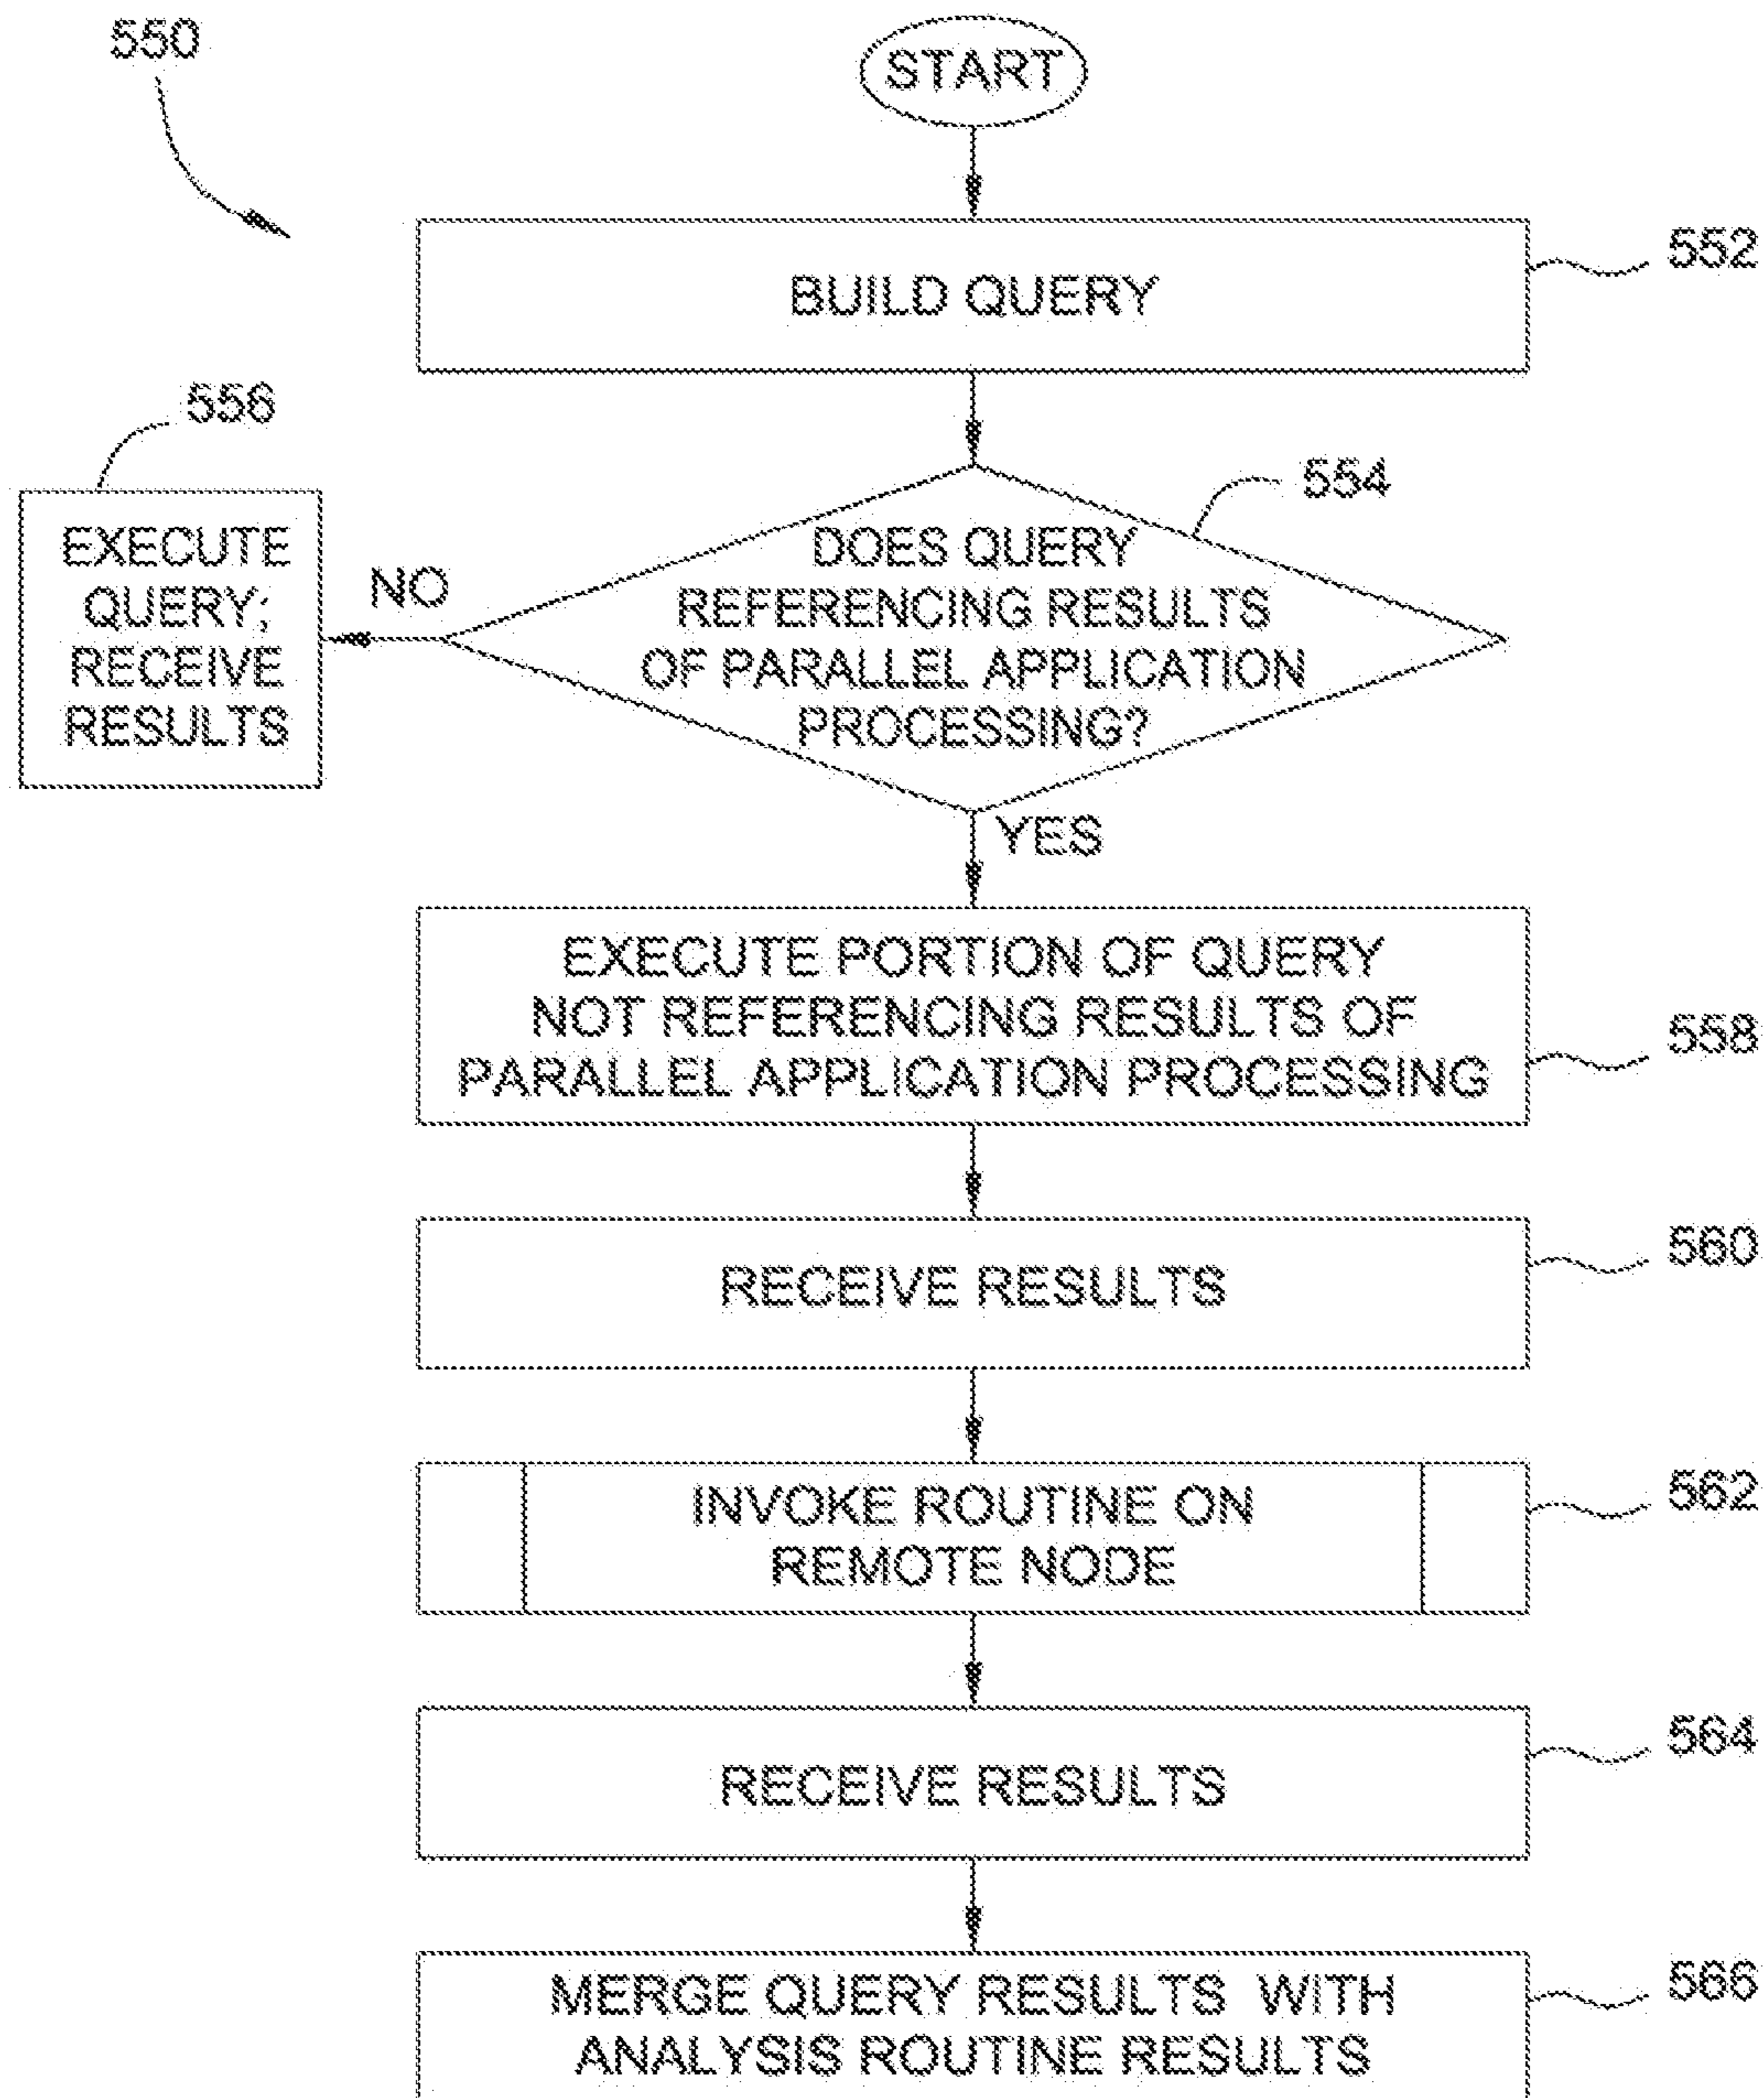 550
START
BUILD QUERY
552
556
554
EXECUTE
QUERY;
RECEIVE
RESULTS
NO
DOES QUERY
REFERENCING RESULTS
OF PARALLEL APPLICATION
PROCESSING?
YES
EXECUTE PORTION OF QUERY
NOT REFERENCING RESULTS OF
PARALLEL APPLICATION PROCESSING
558
RECEIVE RESULTS
560
INVOKE ROUTINE ON
REMOTE NODE
562
RECEIVE RESULTS
564
MERGE QUERY RESULTS WITH
ANALYSIS ROUTINE RESULTS
566